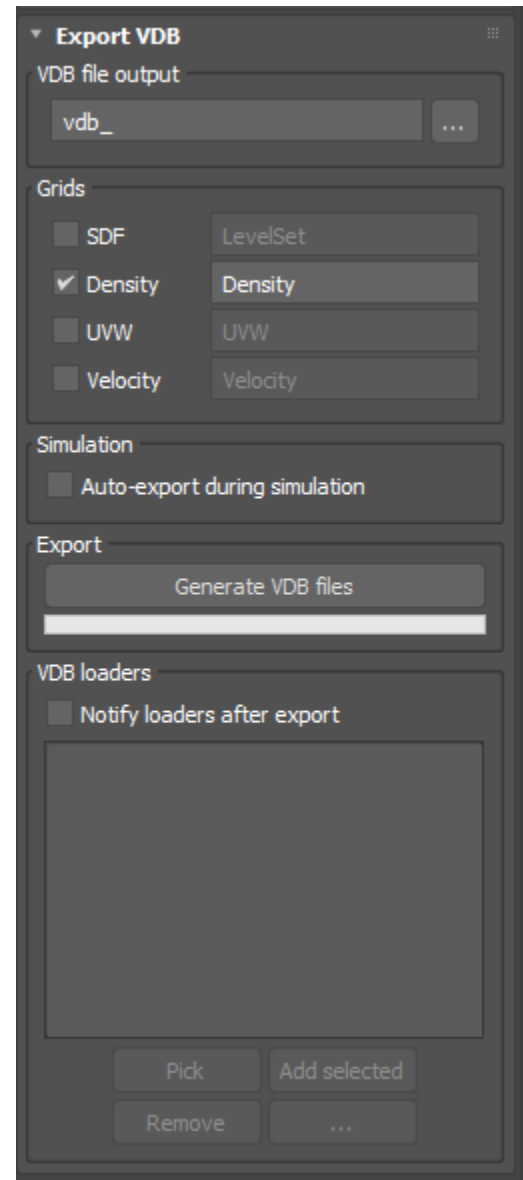 Export VDB
VDB file output
vdb_
...
Grids
SDF LevelSet
Density Density
UVW UVW
Velocity Velocity
Simulation
Auto-export during simulation
Export
Generate VDB files
VDB loaders
Notify loaders after export
Pick Add selected
Remove ...